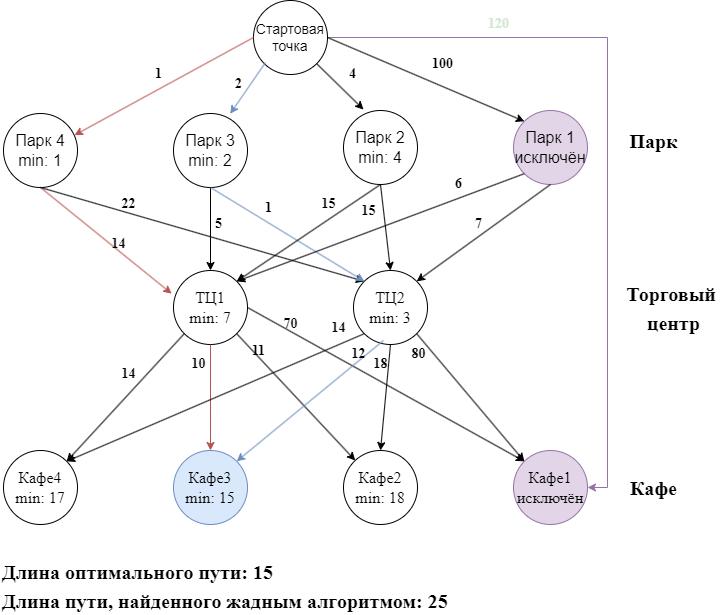 120
Стартовая
точка
1
2
4
100
Парк 4
min: 1
Парк 3
min: 2
Парк 2
min: 4
Парк 1
исключён
Парк
22
14
5
1
15
15
6
7
ТЦ1
min: 7
ТЦ2
min: 3
Торговый
центр
14
10
11
70
14
12
18
80
Кафе4
min: 17
Кафе3
min: 15
Кафе2
min: 18
Кафе1
исключён
Кафе
Длина оптимального пути: 15
Длина пути, найденного жадным алгоритмом: 25